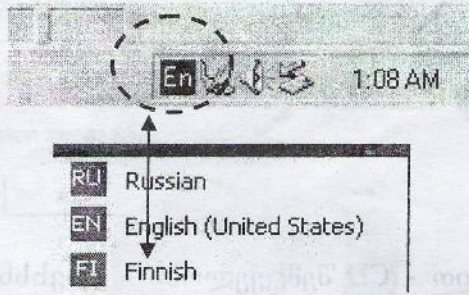 En 1:08 AM
RU Russian
EN English (United States)
FI Finnish